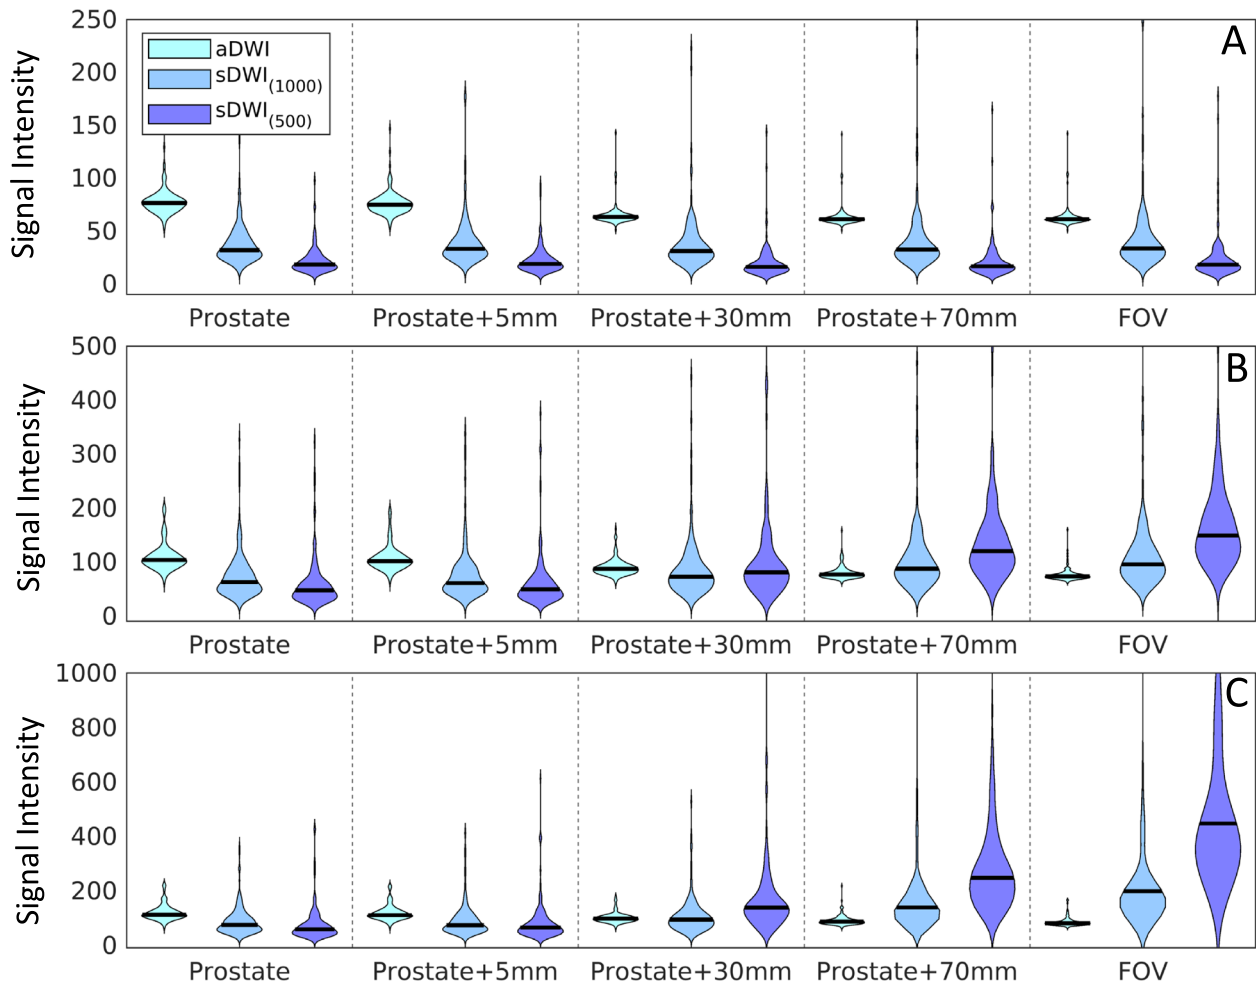 A
Signal Intensity
250
200
150
100
50
0
aDWI
sDWI(1000)
sDWI(500)
Prostate Prostate+5mm Prostate+30mm Prostate+70mm FOV
B
Signal Intensity
500
400
300
200
100
0
Prostate Prostate+5mm Prostate+30mm Prostate+70mm FOV
C
Signal Intensity
1000
800
600
400
200
0
Prostate Prostate+5mm Prostate+30mm Prostate+70mm FOV